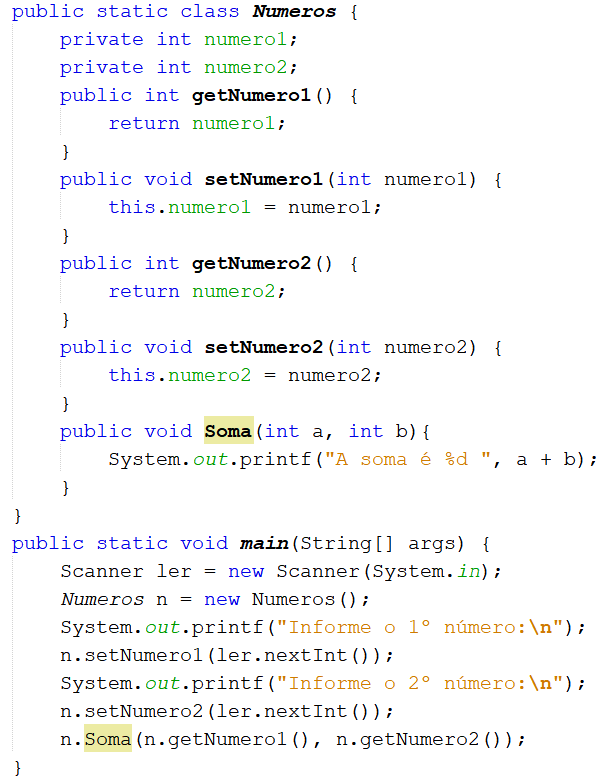 public static class Numeros {
    private int numero1;
    private int numero2;
    public int getNumero1() {
        return numero1;
    }
    public void setNumero1(int numero1) {
        this.numero1 = numero1;
    }
    public int getNumero2() {
        return numero2;
    }
    public void setNumero2(int numero2) {
        this.numero2 = numero2;
    }
    public void Soma(int a, int b){
        System.out.printf("A soma é %d ", a + b);
    }
}
public static void main(String[] args) {
    Scanner ler = new Scanner(System.in);
    Numeros n = new Numeros();
    System.out.printf("Informe o 1º número:\n");
    n.setNumero1(ler.nextInt());
    System.out.printf("Informe o 2º número:\n");
    n.setNumero2(ler.nextInt());
    n.Soma(n.getNumero1(), n.getNumero2());
}